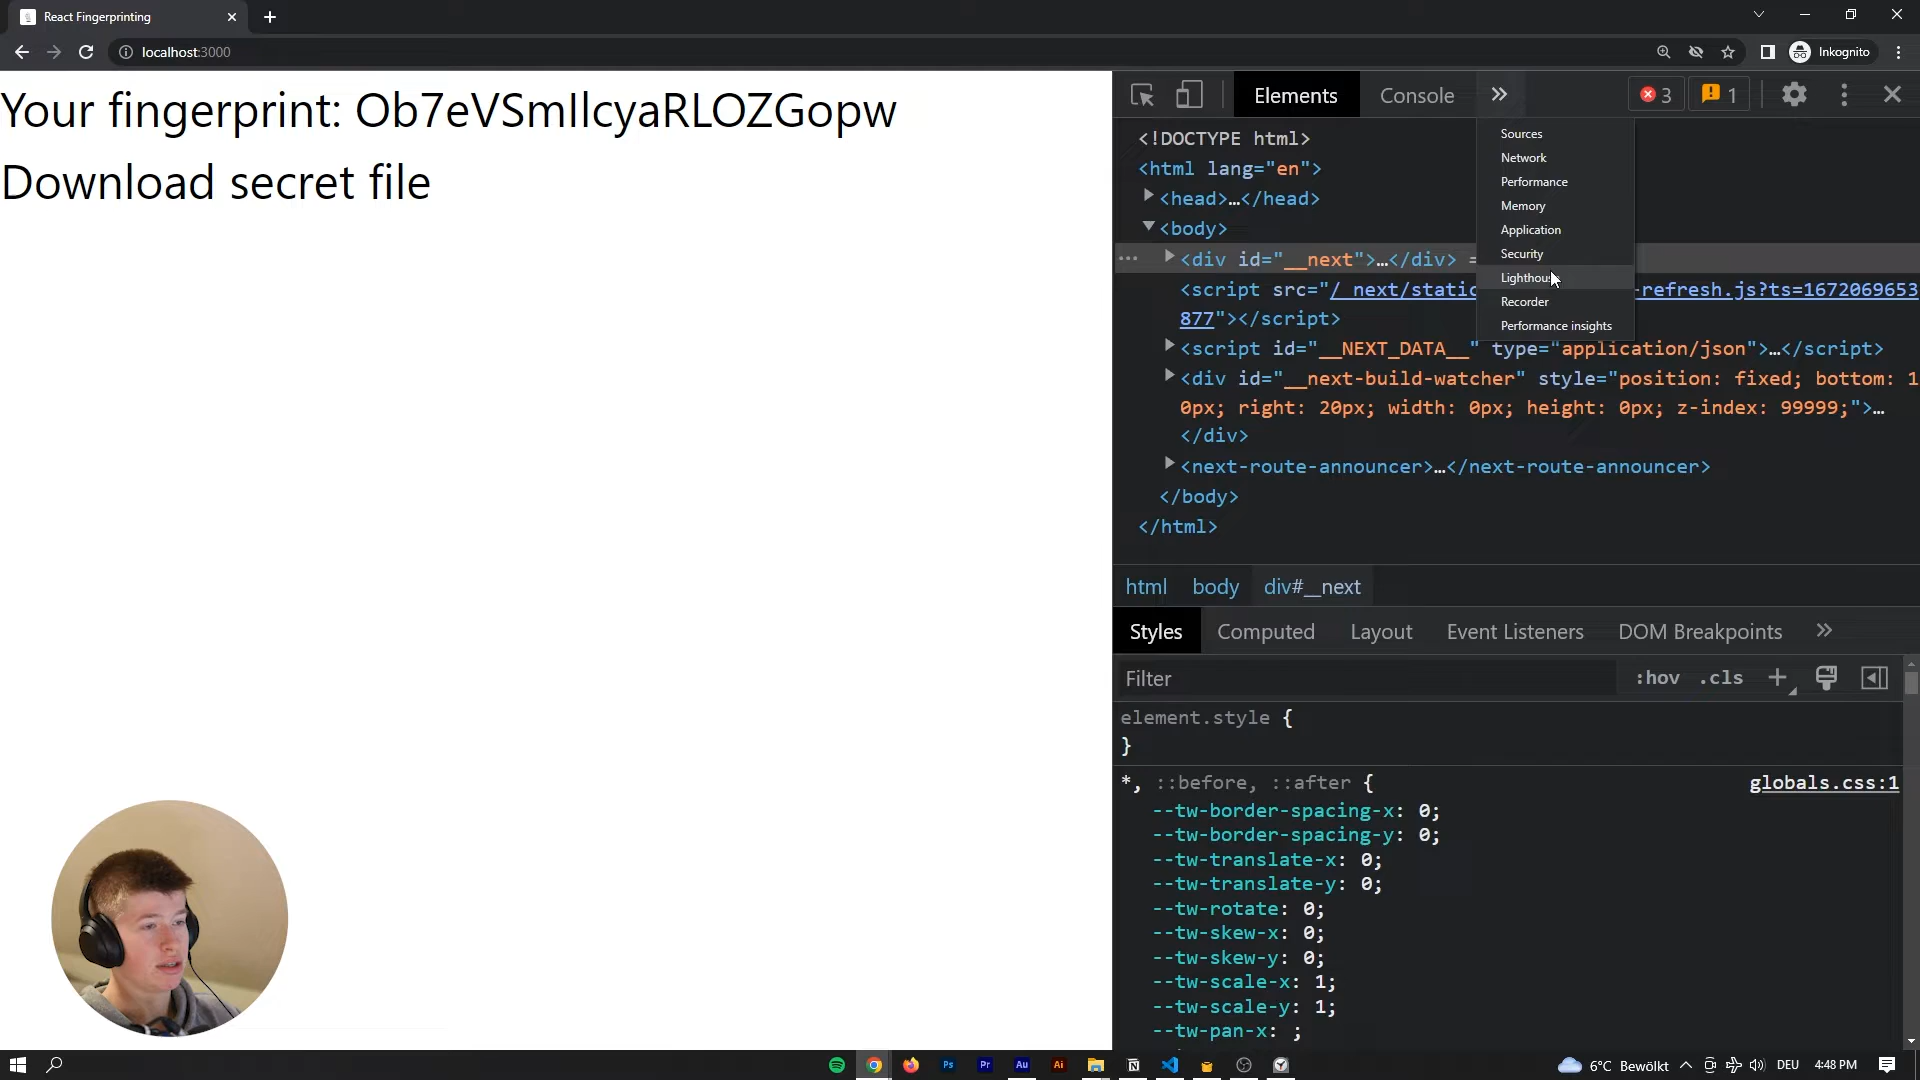 React Fingerprinting
localhost:3000
Inkognito
Your fingerprint: Ob7eVSmIlcyaRLOZGopw
Download secret file
Elements
Console
3
1
Sources
Network
Performance
Memory
Application
Security
Lighthous
Recorder
Performance insights
<!DOCTYPE html>
<html lang="en">
<head>…</head>
<body>
<div id="__next">…</div> =
<script src="/_next/static -refresh.js?ts=1672069653
877"></script>
<script id="__NEXT_DATA__" type="application/json">…</script>
<div id="__next-build-watcher" style="position: fixed; bottom: 1
0px; right: 20px; width: 0px; height: 0px; z-index: 99999;">…
</div>
<next-route-announcer>…</next-route-announcer>
</body>
</html>
html body div#__next
Styles Computed Layout Event Listeners DOM Breakpoints
Filter :hov .cls
element.style {
}
*, ::before, ::after { globals.css:1
--tw-border-spacing-x: 0;
--tw-border-spacing-y: 0;
--tw-translate-x: 0;
--tw-translate-y: 0;
--tw-rotate: 0;
--tw-skew-x: 0;
--tw-skew-y: 0;
--tw-scale-x: 1;
--tw-scale-y: 1;
--tw-pan-x: ;
Ps Pr Au Ai N
6°C Bewölkt DEU 4:48 PM